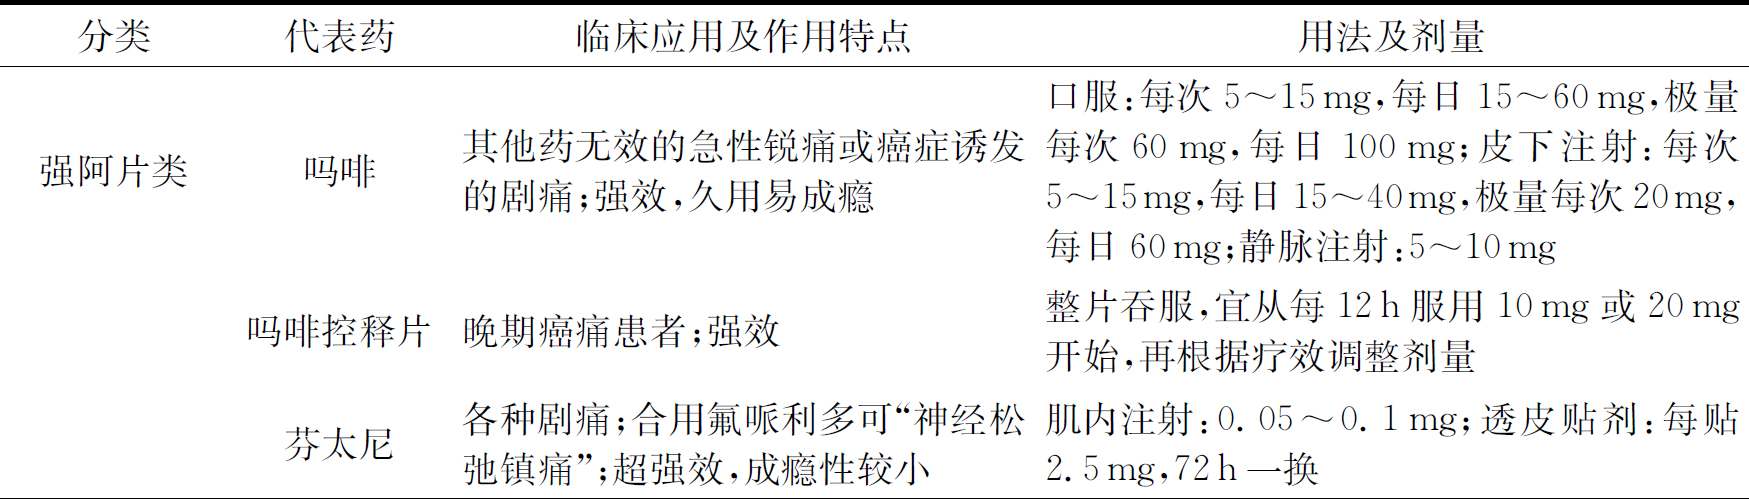 分类 代表药 临床应用及作用特点 用法及剂量
强阿片类 吗啡 其他药无效的急性锐痛或癌症诱发的剧痛;强效,久用易成瘾
口服:每次 5～15 mg,每日 15～60 mg,极量
每次 60 mg,每日 100 mg;皮下注射:每次
5～15 mg,每日 15～40 mg,极量每次 20 mg,
每日 60 mg;静脉注射:5～10 mg
吗啡控释片 晚期癌痛患者;强效
整片吞服,宜从每 12 h 服用 10 mg 或 20 mg
开始,再根据疗效调整剂量
芬太尼
各种剧痛;合用氟哌利多可“神经松
弛镇痛”;超强效,成瘾性较小
肌内注射:0.05～0.1 mg;透皮贴剂:每贴
2.5 mg,72 h 一换